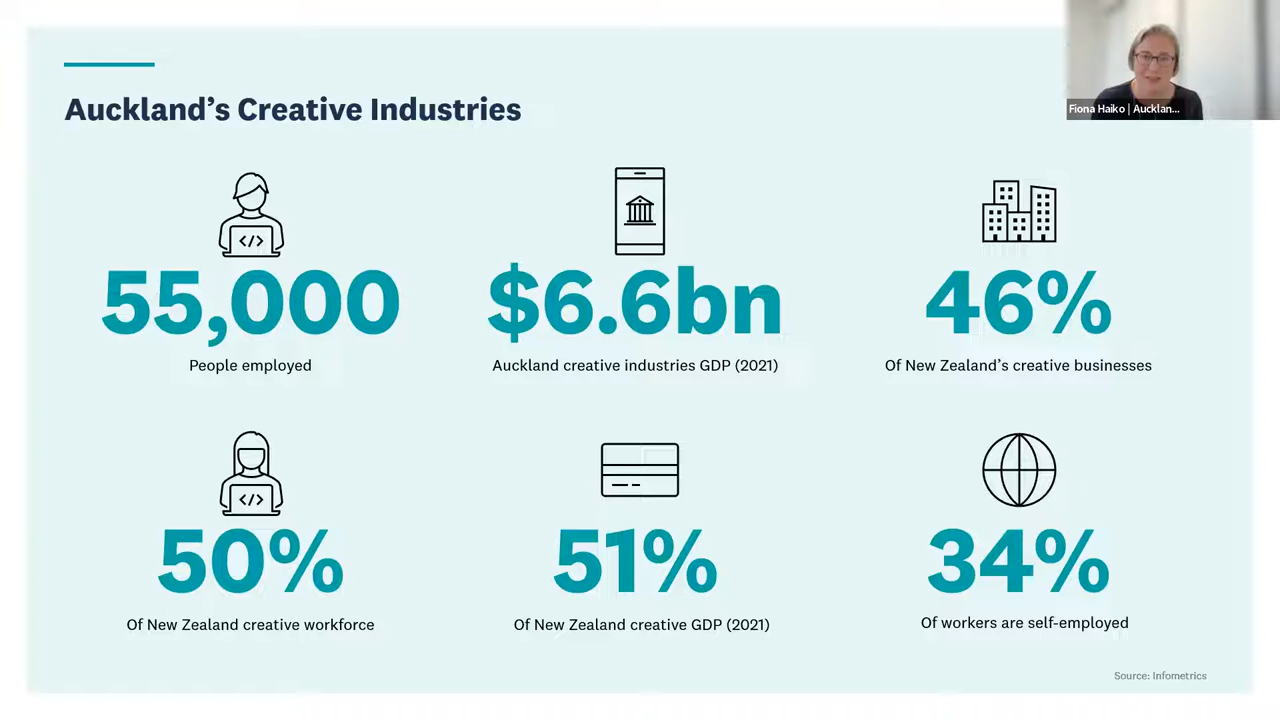 Auckland's Creative Industries
Fiona Haiko | Aucklan...
</>
</>
55,000
$6.6bn
46%
People employed
Auckland creative industries GDP (2021)
Of New Zealand's creative businesses
</>
50%
51%
34%
Of New Zealand creative workforce
Of New Zealand creative GDP (2021)
Of workers are self-employed
Source: Infometrics